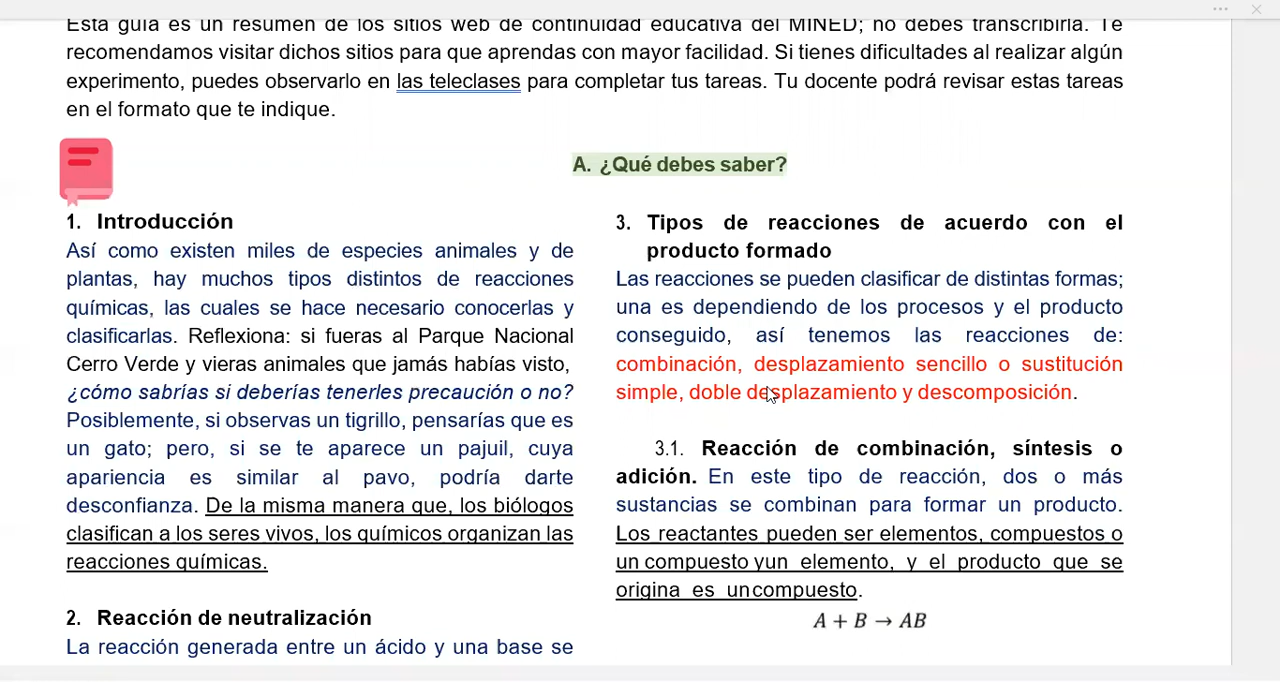 Esta guía es un resumen de los sitios web de continuidad educativa del MINED; no debes transcribirla. Te
recomendamos visitar dichos sitios para que aprendas con mayor facilidad. Si tienes dificultades al realizar algún
experimento, puedes observarlo en las teleclases para completar tus tareas. Tu docente podrá revisar estas tareas
en el formato que te indique.
A. ¿Qué debes saber?
1. Introducción
Así como existen miles de especies animales y de
plantas, hay muchos tipos distintos de reacciones
químicas, las cuales se hace necesario conocerlas y
clasificarlas. Reflexiona: si fueras al Parque Nacional
Cerro Verde y vieras animales que jamás habías visto,
¿cómo sabrías si deberías tenerles precaución o no?
Posiblemente, si observas un tigrillo, pensarías que es
un gato; pero, si se te aparece un pajuil, cuya
apariencia es similar al pavo, podría darte
desconfianza. De la misma manera que, los biólogos
clasifican a los seres vivos, los químicos organizan las
reacciones químicas.
2. Reacción de neutralización
La reacción generada entre un ácido y una base se
3. Tipos de reacciones de acuerdo con el
producto formado
Las reacciones se pueden clasificar de distintas formas;
una es dependiendo de los procesos y el producto
conseguido, así tenemos las reacciones de:
combinación, desplazamiento sencillo o sustitución
simple, doble desplazamiento y descomposición.
3.1. Reacción de combinación, síntesis o
adición. En este tipo de reacción, dos o más
sustancias se combinan para formar un producto.
Los reactantes pueden ser elementos, compuestos o
un compuesto yun elemento, y el producto que se
origina es uncompuesto.
A + B → AB